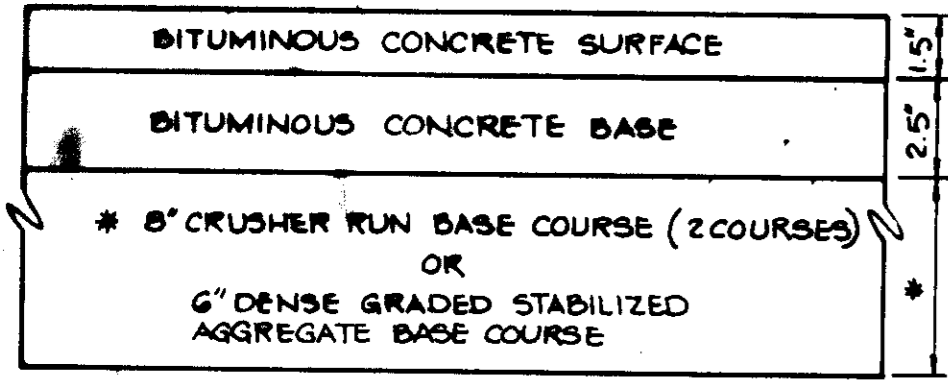 BITUMINOUS CONCRETE SURFACE
1.5"
BITUMINOUS CONCRETE BASE
2.5"
* 8" CRUSHER RUN BASE COURSE (2 COURSES)
OR
6" DENSE GRADED STABILIZED
AGGREGATE BASE COURSE
*